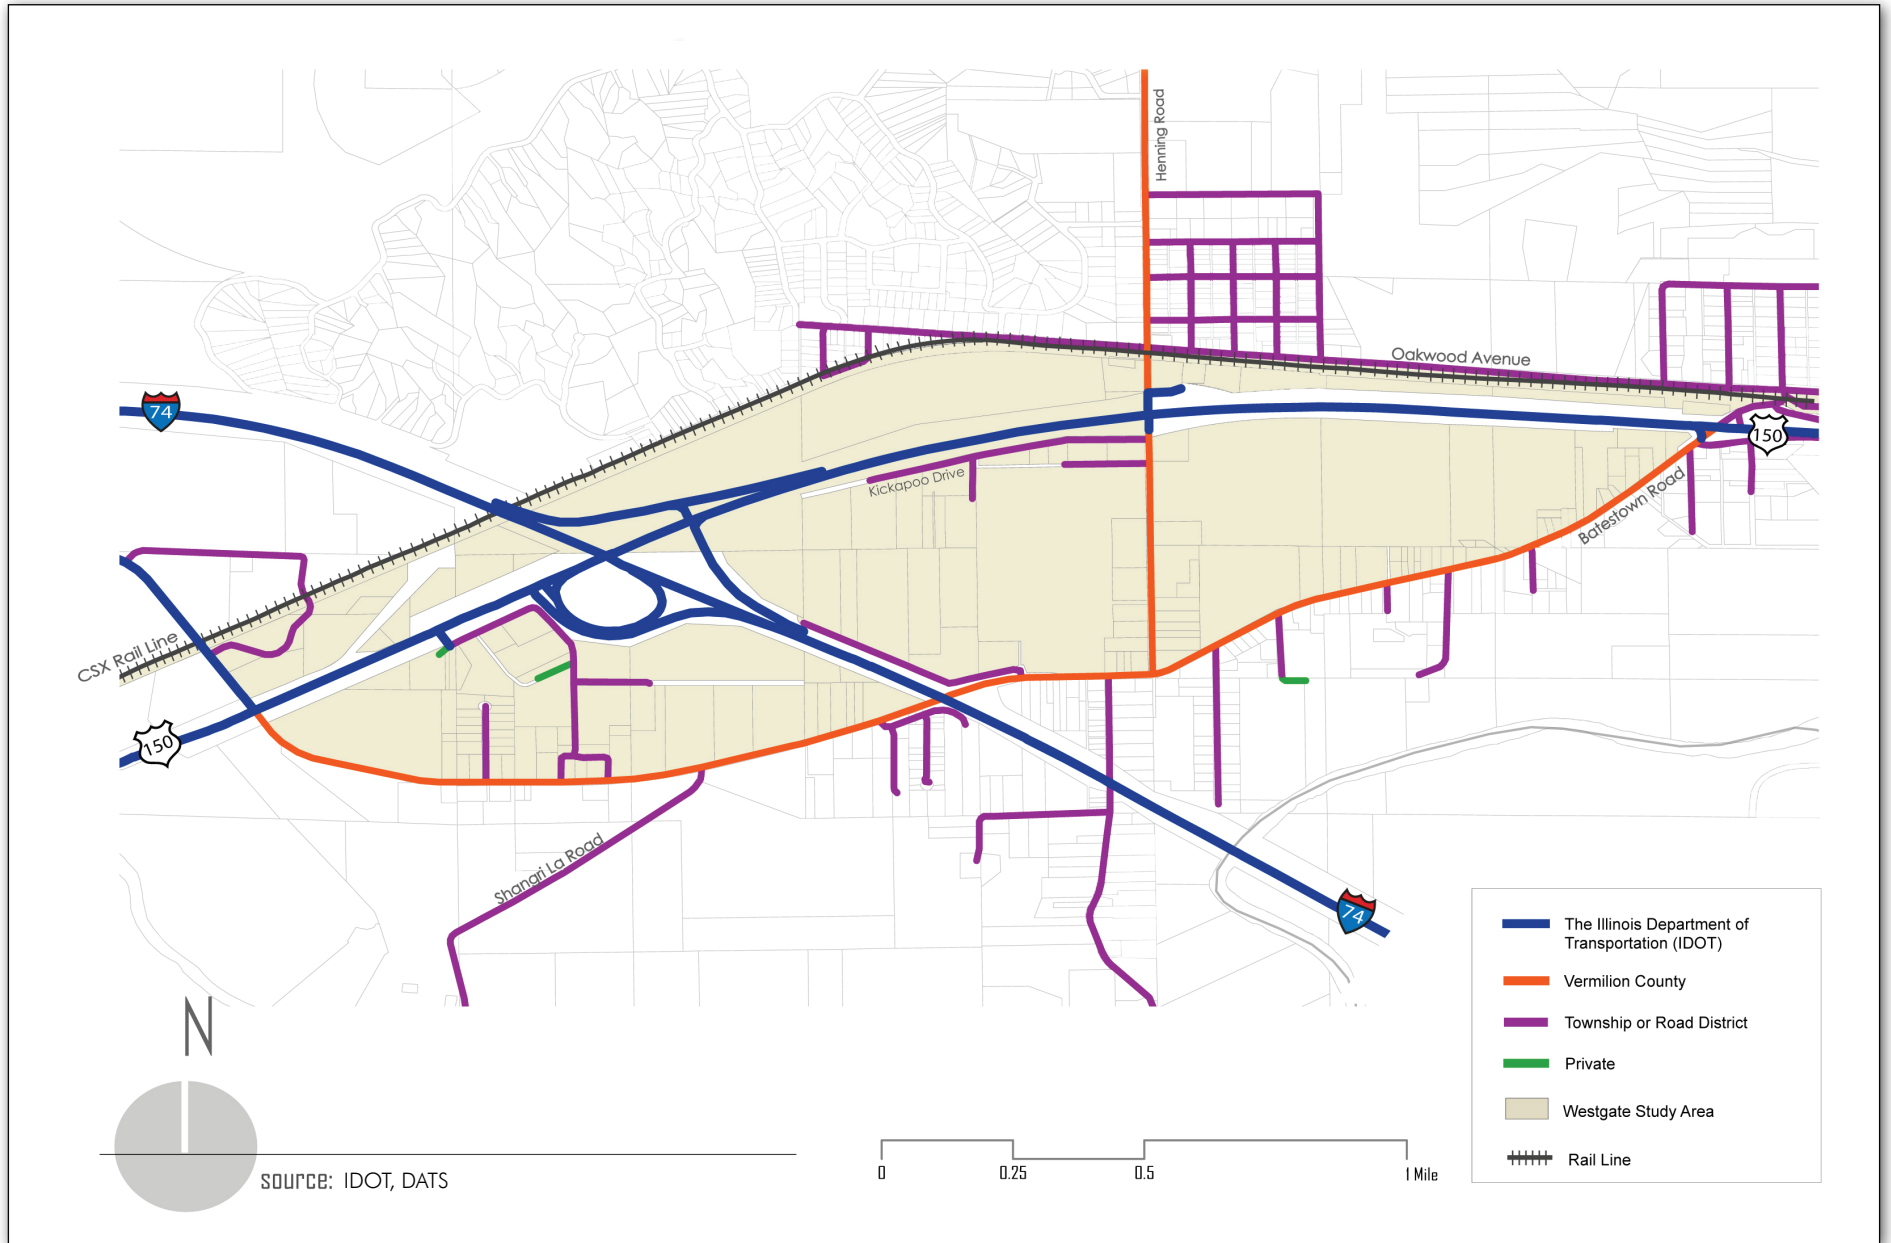 Henning Road
Oakwood Avenue
74
150
Kickapoo Drive
Batestown Road
CSX Rail Line
150
Shangri La Road
74
The Illinois Department of
Transportation (IDOT)
Vermilion County
Township or Road District
Private
Westgate Study Area
Rail Line
N
source: IDOT, DATS
0
0.25
0.5
1 Mile